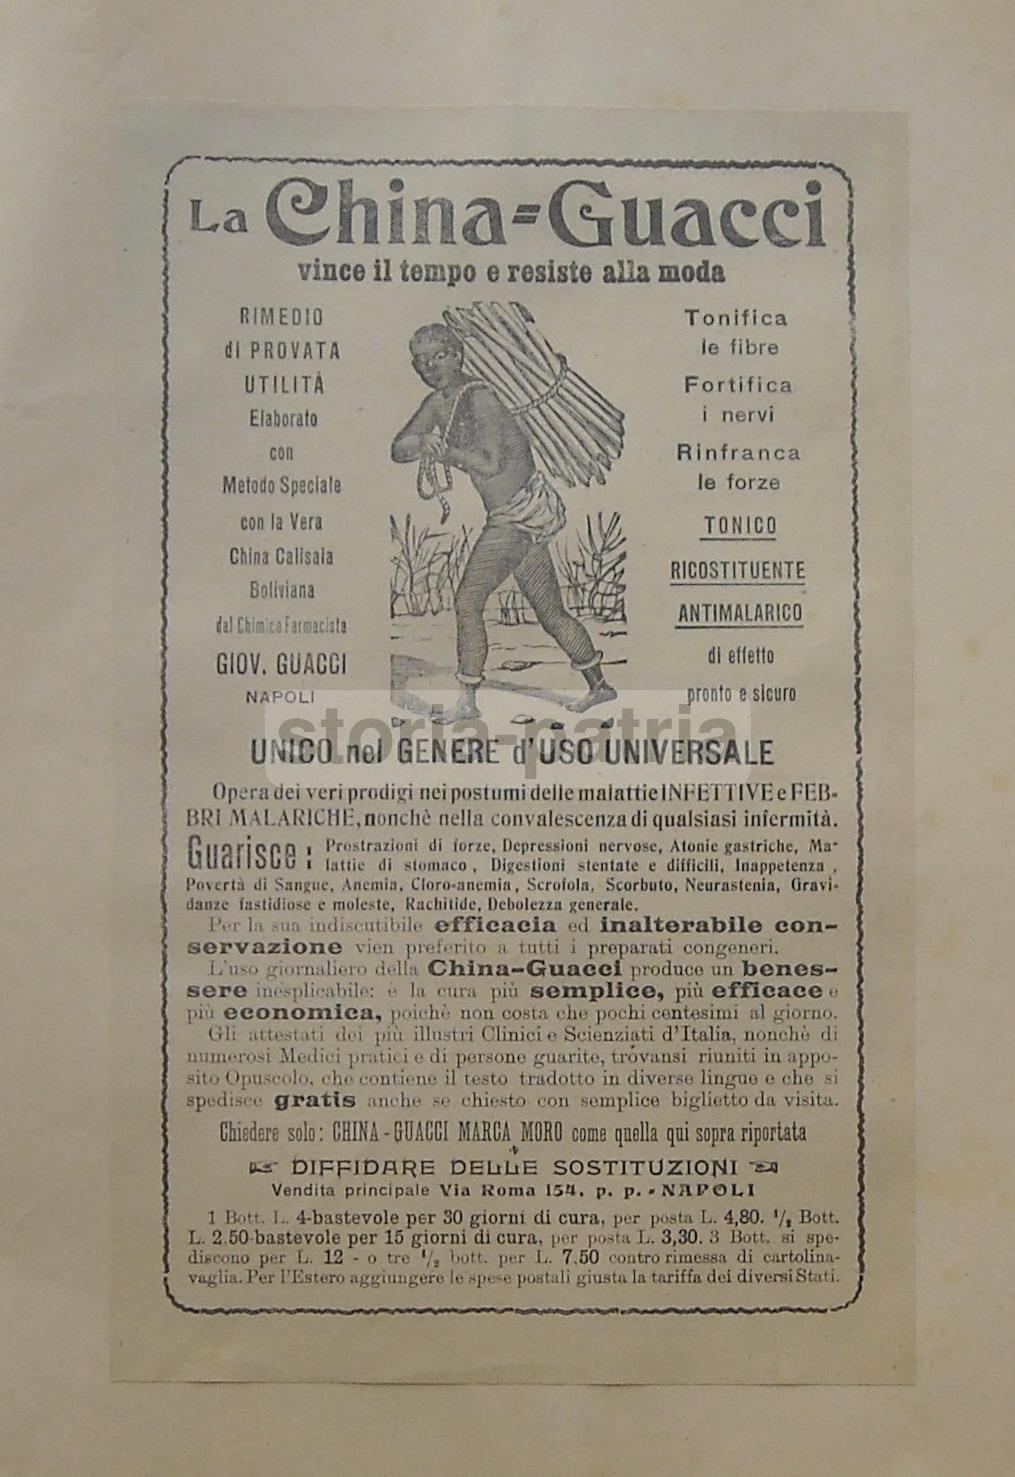 La China=Guacci
vince il tempo e resiste alla moda
RIMEDIO
di PROVATA
UTILITÀ
Elaborato
con
Metodo Speciale
con la Vera
China Calisaia
Boliviana
dal Chimico Farmacista
GIOV. GUACCI
NAPOLI
Tonifica
le fibre
Fortifica
i nervi
Rinfranca
le forze
TONICO
RICOSTITUENTE
ANTIMALARICO
di effetto
pronto e sicuro
storia-patria
UNICO nel GENERE d'USO UNIVERSALE
Opera dei veri prodigi nei postumi delle malattie INFETTIVE e FEB-
BRI MALARICHE, nonchè nella convalescenza di qualsiasi infermità.
Guarisce: Prostrazioni di forze, Depressioni nervose, Atonie gastriche, Ma-
lattie di stomaco, Digestioni stentate e difficili, Inappetenza,
Povertà di Sangue, Anemia, Cloro-anemia, Scrofola, Scorbuto, Neurastenia, Gravi-
danze fastidiose e moleste, Rachitide, Debolezza generale.
Per la sua indiscutibile efficacia ed inalterabile con-
servazione vien preferito a tutti i preparati congeneri.
L'uso giornaliero della China-Guacci produce un benes-
sere inesplicabile: è la cura più semplice, più efficace e
più economica, poichè non costa che pochi centesimi al giorno.
Gli attestati dei più illustri Clinici e Scienziati d'Italia, nonchè di
numerosi Medici pratici e di persone guarite, tròvansi riuniti in appo-
sito Opuscolo, che contiene il testo tradotto in diverse lingue e che si
spedisce gratis anche se chiesto con semplice biglietto da visita.
Chiedere solo: CHINA-GUACCI MARCA MORO come quella qui sopra riportata
DIFFIDARE DELLE SOSTITUZIONI
Vendita principale Via Roma 154, p. p. - NAPOLI
1 Bott. L. 4-bastevole per 30 giorni di cura, per posta L. 4,80. 1/2 Bott.
L. 2.50-bastevole per 15 giorni di cura, per posta L. 3,30. 3 Bott. si spe-
discono per L. 12 - o tre 1/2 bott. per L. 7,50 contro rimessa di cartolina-
vaglia. Per l'Estero aggiungere le spese postali giusta la tariffa dei diversi Stati.